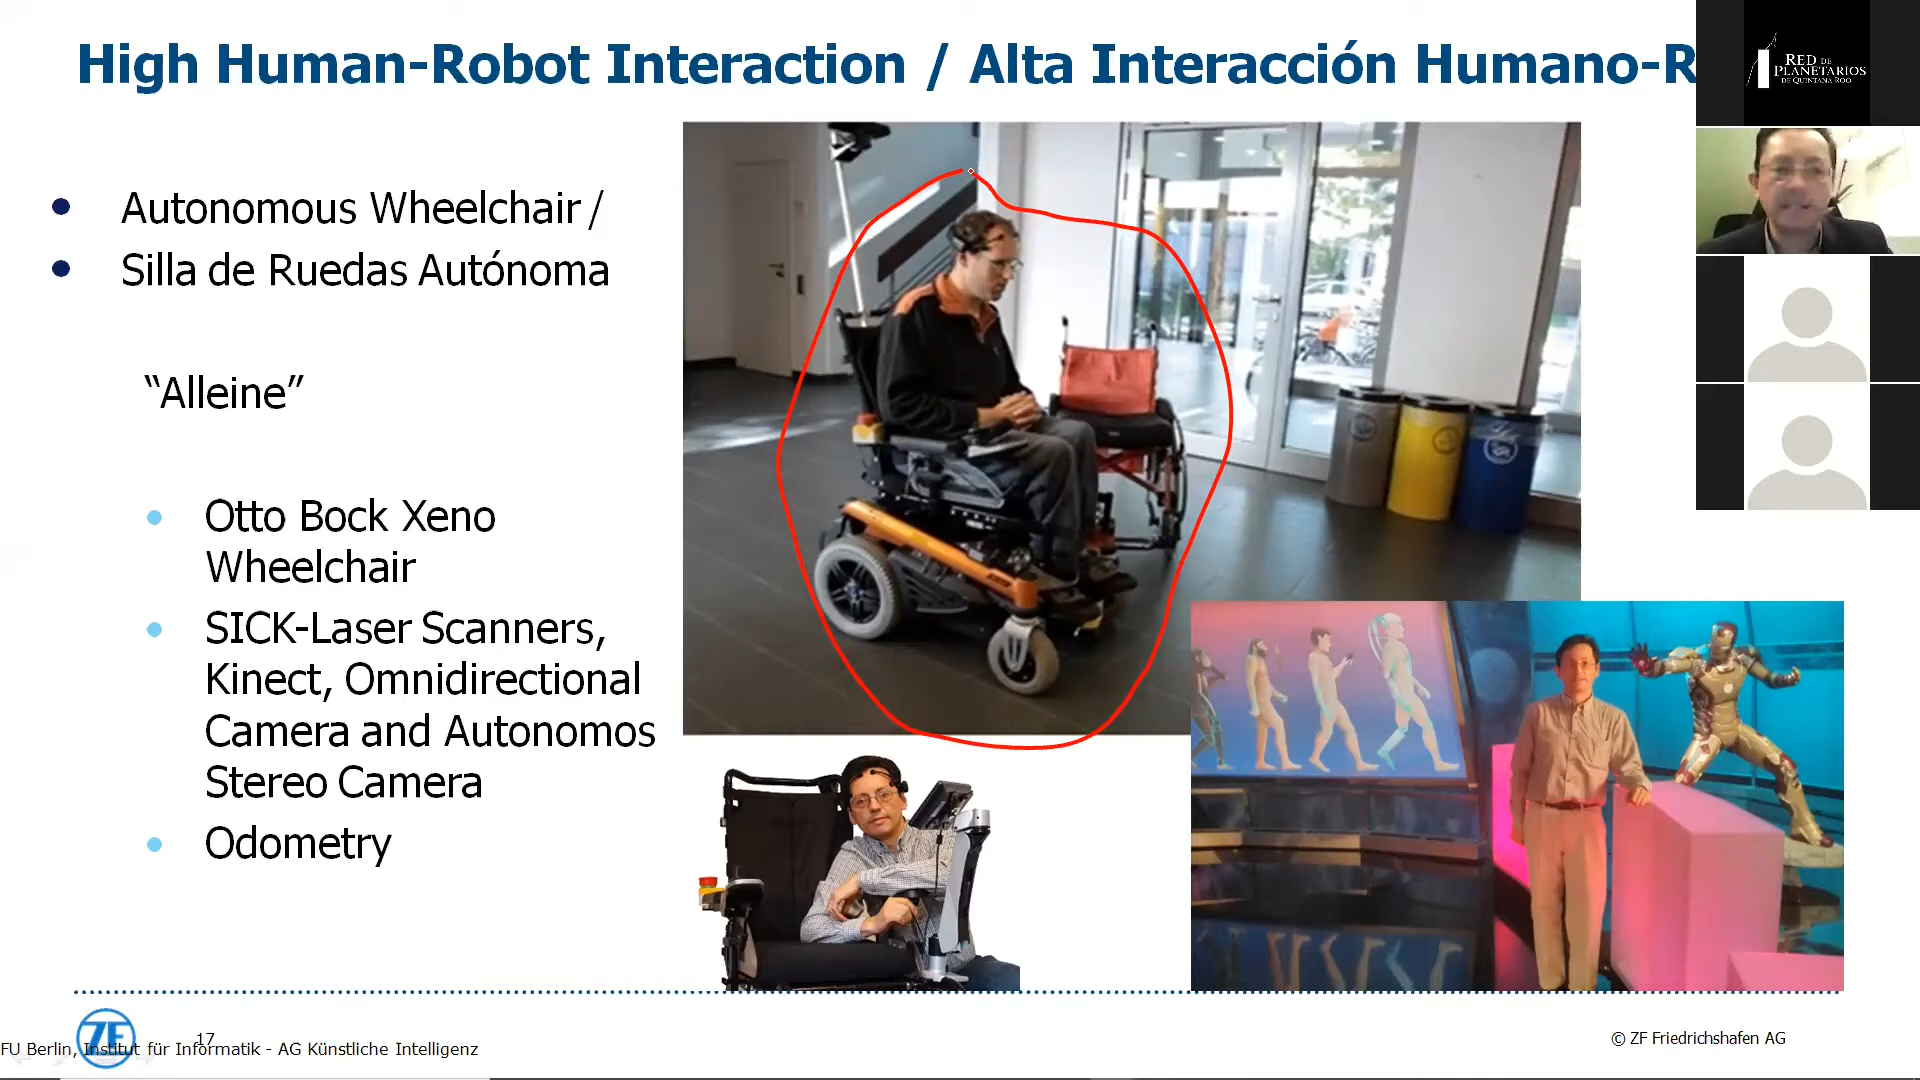 High Human-Robot Interaction / Alta Interacción Humano-R
RED DE
PLANETARIOS
DE QUINTANA ROO
Autonomous Wheelchair /
Silla de Ruedas Autónoma
“Alleine”
Otto Bock Xeno
Wheelchair
SICK-Laser Scanners,
Kinect, Omnidirectional
Camera and Autonomos
Stereo Camera
Odometry
ZF
17
FU Berlin, Institut für Informatik - AG Künstliche Intelligenz
© ZF Friedrichshafen AG